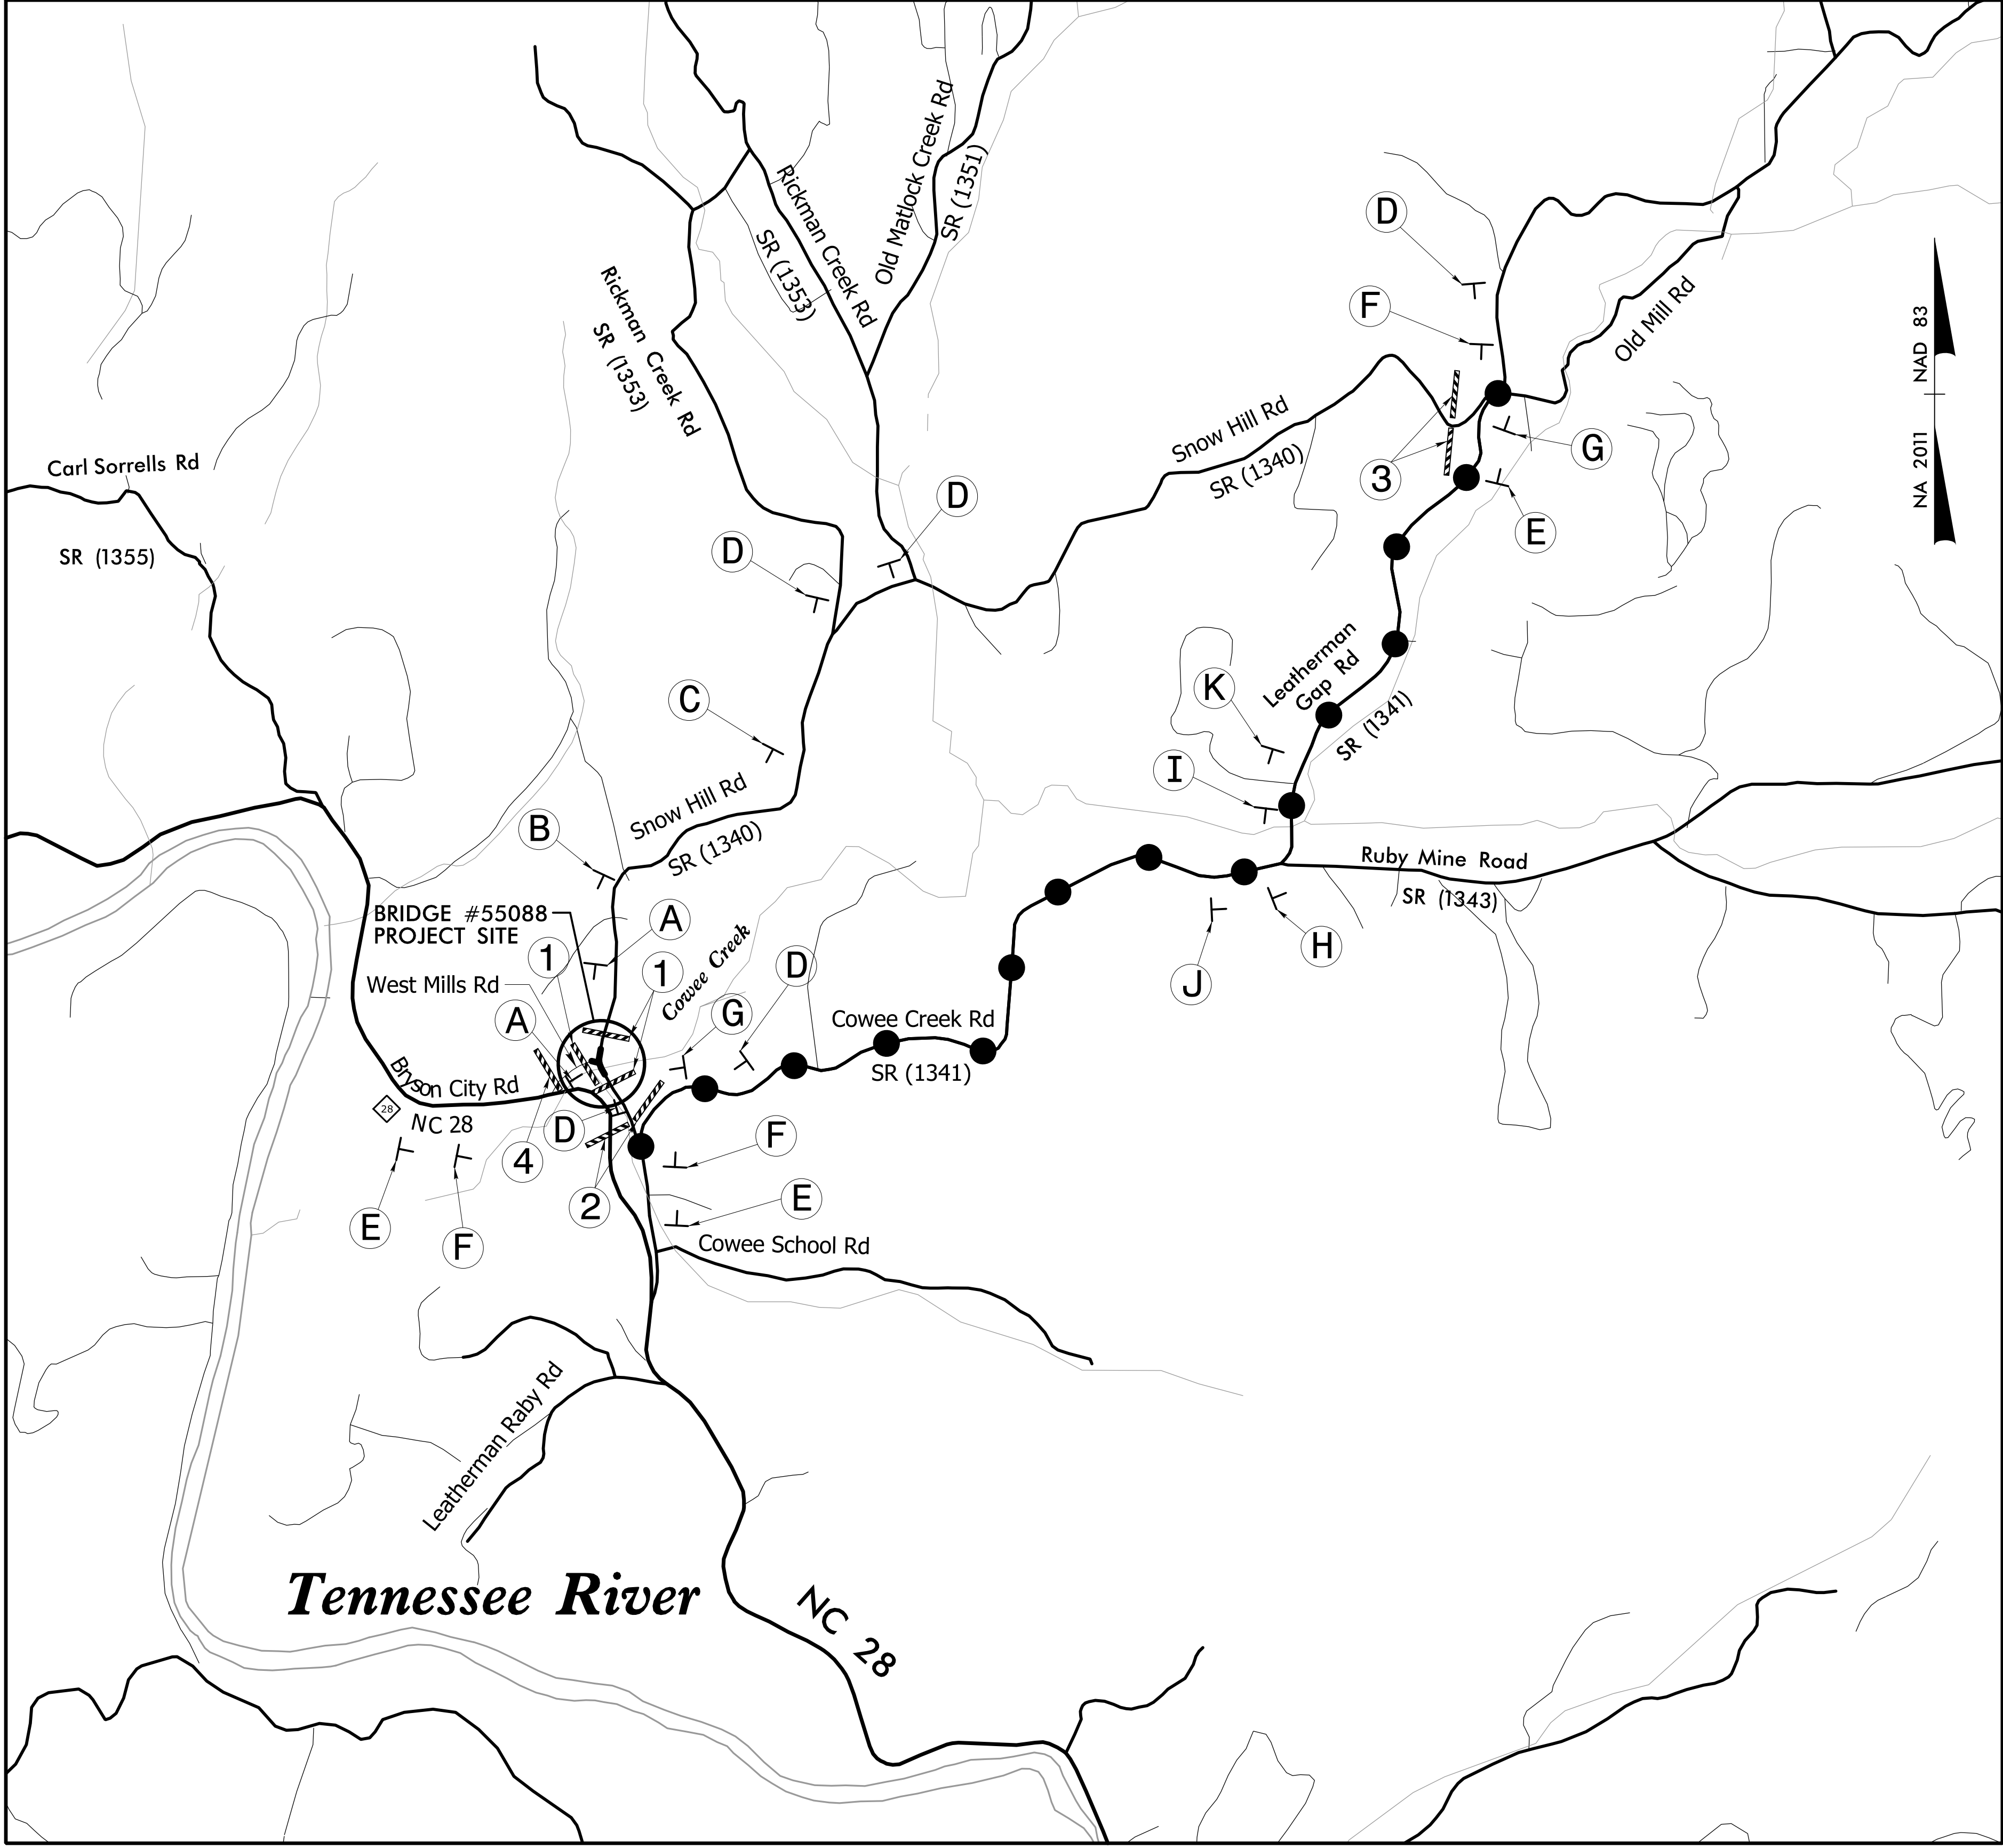 Old Matlock Creek Rd
SR (1351)
Rickman Creek Rd
SR (1353)
Rickman Creek Rd
SR (1353)
D
F
Old Mill Rd
NAD 83
NA 2011
Snow Hill Rd
SR (1340)
3
G
E
Carl Sorrells Rd
SR (1355)
D
D
C
K
Leatherman
Gap Rd
SR (1341)
I
B
Snow Hill Rd
SR (1340)
Ruby Mine Road
SR (1343)
BRIDGE #55088
PROJECT SITE
A
1
1
Cowee Creek
D
H
J
West Mills Rd
A
G
Cowee Creek Rd
SR (1341)
Bryson City Rd
28
NC 28
D
4
F
2
E
E
F
Cowee School Rd
Leatherman Raby Rd
Tennessee River
NC 28